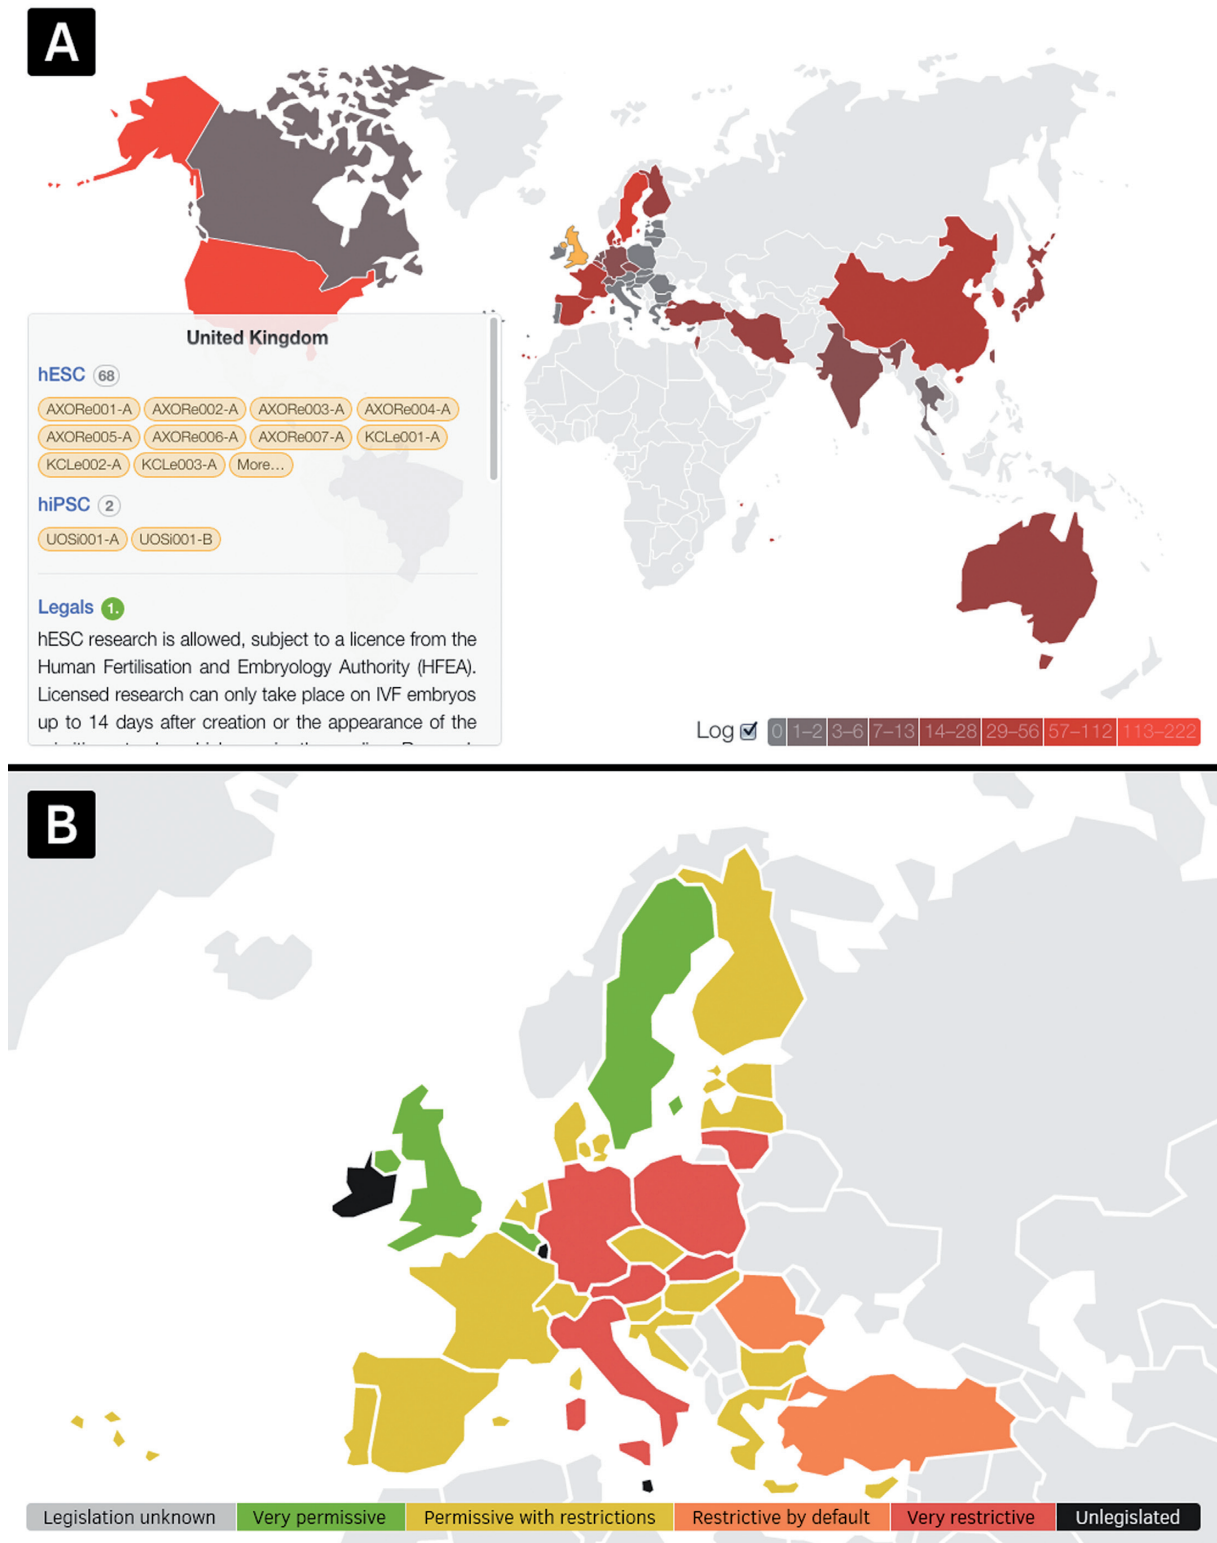 A
United Kingdom
hESC 68
AXORe001-A AXORe002-A AXORe003-A AXORe004-A
AXORe005-A AXORe006-A AXORe007-A KCLe001-A
KCLe002-A KCLe003-A More...
hiPSC 2
UOSi001-A UOSi001-B
Legals 1.
hESC research is allowed, subject to a licence from the
Human Fertilisation and Embryology Authority (HFEA).
Licensed research can only take place on IVF embryos
up to 14 days after creation or the appearance of the
Log 0 1–2 3–6 7–13 14–28 29–56 57–112 113–222
B
Legislation unknown Very permissive Permissive with restrictions Restrictive by default Very restrictive Unlegislated